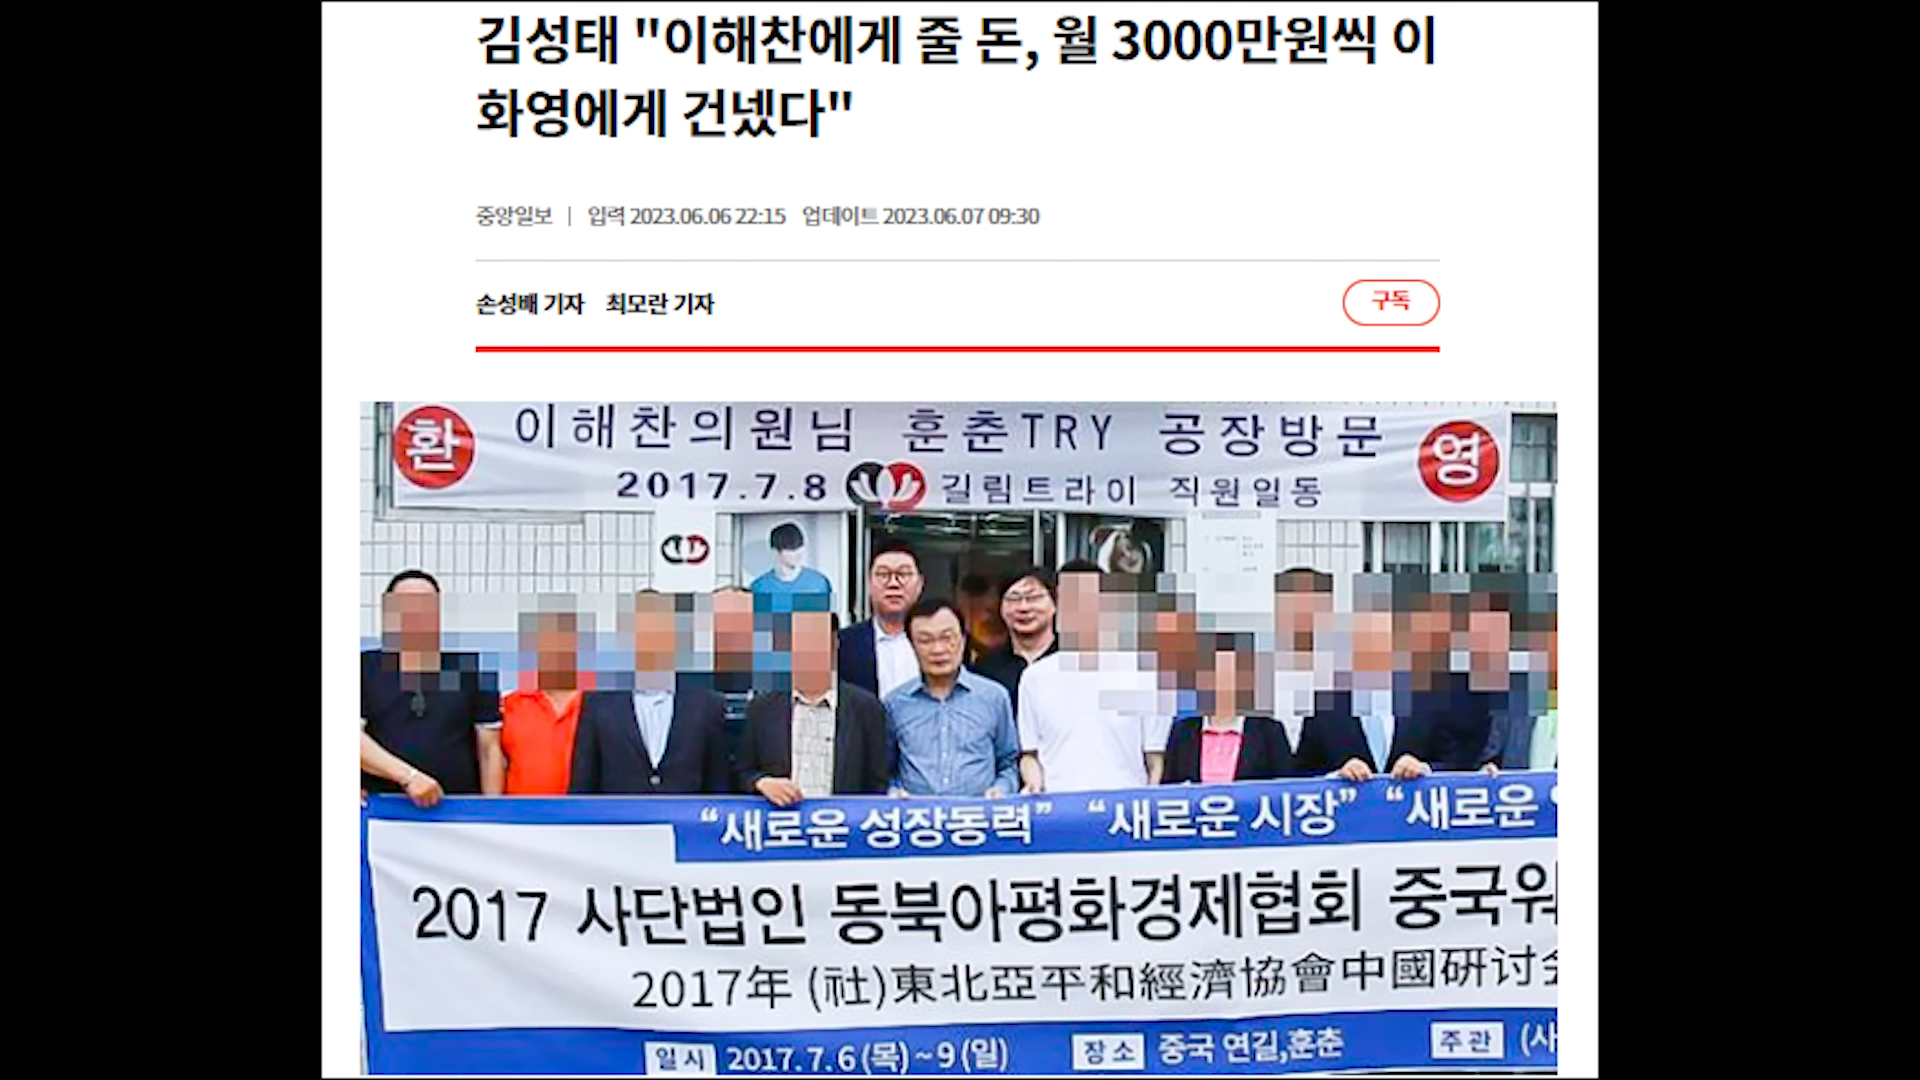 김성태 "이해찬에게 줄 돈, 월 3000만원씩 이
화영에게 건넸다"
중앙일보 | 입력 2023.06.06 22:15 업데이트 2023.06.07 09:30
손성배 기자 최모란 기자
구독
환 이해찬의원님 훈춘TRY 공장방문 영
2017.7.8 길림트라이 직원일동
“새로운 성장동력” “새로운 시장” “새로운
2017 사단법인 동북아평화경제협회 중국워
2017年 (社)東北亞平和經濟協會中國研讨会
일시 2017.7.6(목)~9(일) 장소 중국 연길,훈춘 주관 (사